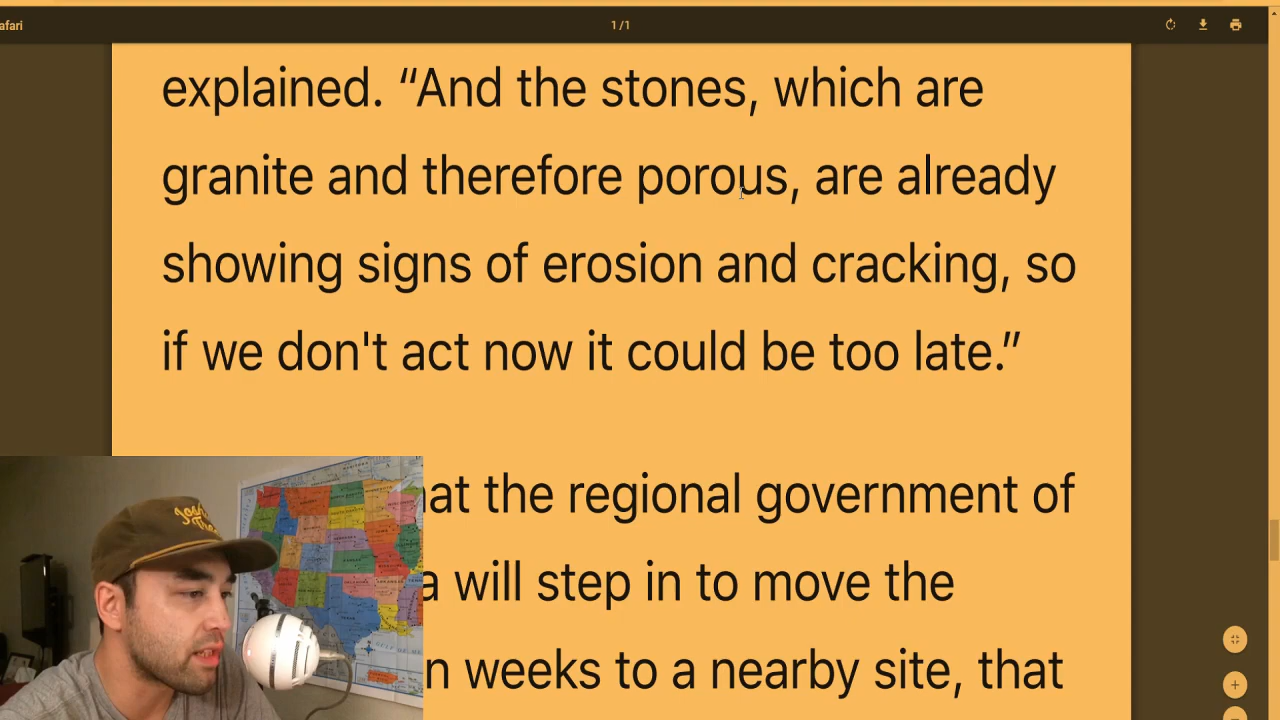 afari
1 / 1
explained. “And the stones, which are
granite and therefore porous, are already
showing signs of erosion and cracking, so
if we don't act now it could be too late.”
the regional government of
will step in to move the
weeks to a nearby site, that